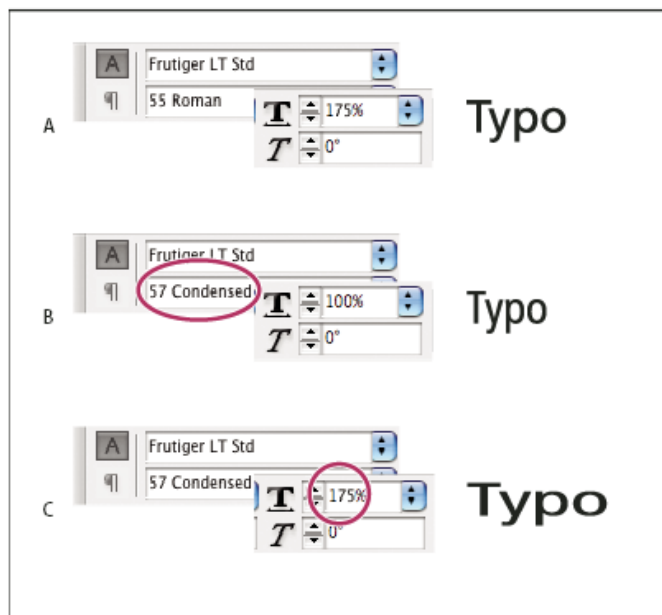 A
Frutiger LT Std
55 Roman
T 175%
T 0°
A
Typo
¶
B
A
Frutiger LT Std
57 Condensed
T 100%
T 0°
Typo
¶
C
A
Frutiger LT Std
57 Condensed
T 175%
T 0°
Typo
¶